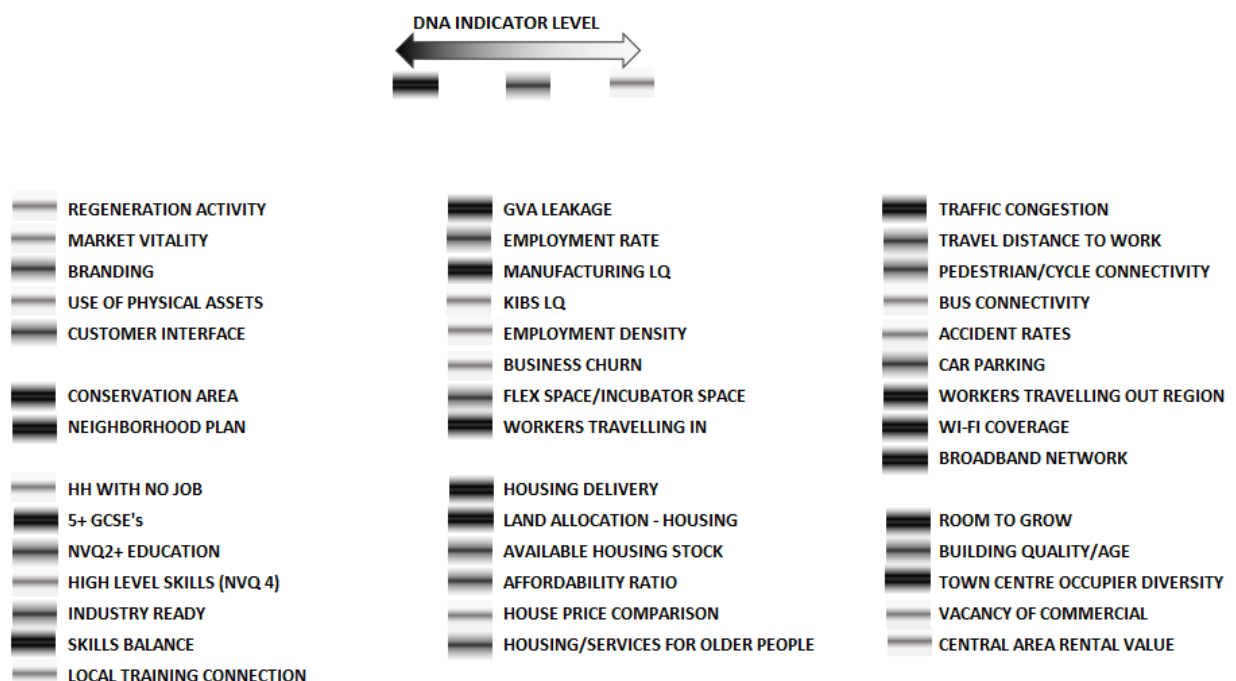 DNA INDICATOR LEVEL
REGENERATION ACTIVITY
MARKET VITALITY
BRANDING
USE OF PHYSICAL ASSETS
CUSTOMER INTERFACE
CONSERVATION AREA
NEIGHBORHOOD PLAN
HH WITH NO JOB
5+ GCSE's
NVQ2+ EDUCATION
HIGH LEVEL SKILLS (NVQ 4)
INDUSTRY READY
SKILLS BALANCE
LOCAL TRAINING CONNECTION
GVA LEAKAGE
EMPLOYMENT RATE
MANUFACTURING LQ
KIBS LQ
EMPLOYMENT DENSITY
BUSINESS CHURN
FLEX SPACE/INCUBATOR SPACE
WORKERS TRAVELLING IN
HOUSING DELIVERY
LAND ALLOCATION - HOUSING
AVAILABLE HOUSING STOCK
AFFORDABILITY RATIO
HOUSE PRICE COMPARISON
HOUSING/SERVICES FOR OLDER PEOPLE
TRAFFIC CONGESTION
TRAVEL DISTANCE TO WORK
PEDESTRIAN/CYCLE CONNECTIVITY
BUS CONNECTIVITY
ACCIDENT RATES
CAR PARKING
WORKERS TRAVELLING OUT REGION
WI-FI COVERAGE
BROADBAND NETWORK
ROOM TO GROW
BUILDING QUALITY/AGE
TOWN CENTRE OCCUPIER DIVERSITY
VACANCY OF COMMERCIAL
CENTRAL AREA RENTAL VALUE